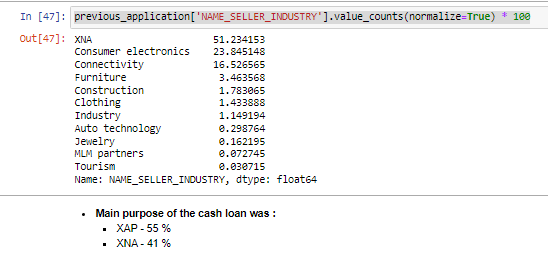 In [47]: previous_application['NAME_SELLER_INDUSTRY'].value_counts(normalize=True) * 100
Out[47]: XNA 51.234153
Consumer electronics 23.845148
Connectivity 16.526565
Furniture 3.463568
Construction 1.783065
Clothing 1.433888
Industry 1.149194
Auto technology 0.298764
Jewelry 0.162195
MLM partners 0.072745
Tourism 0.030715
Name: NAME_SELLER_INDUSTRY, dtype: float64
• Main purpose of the cash loan was :
▪ XAP - 55 %
▪ XNA - 41 %